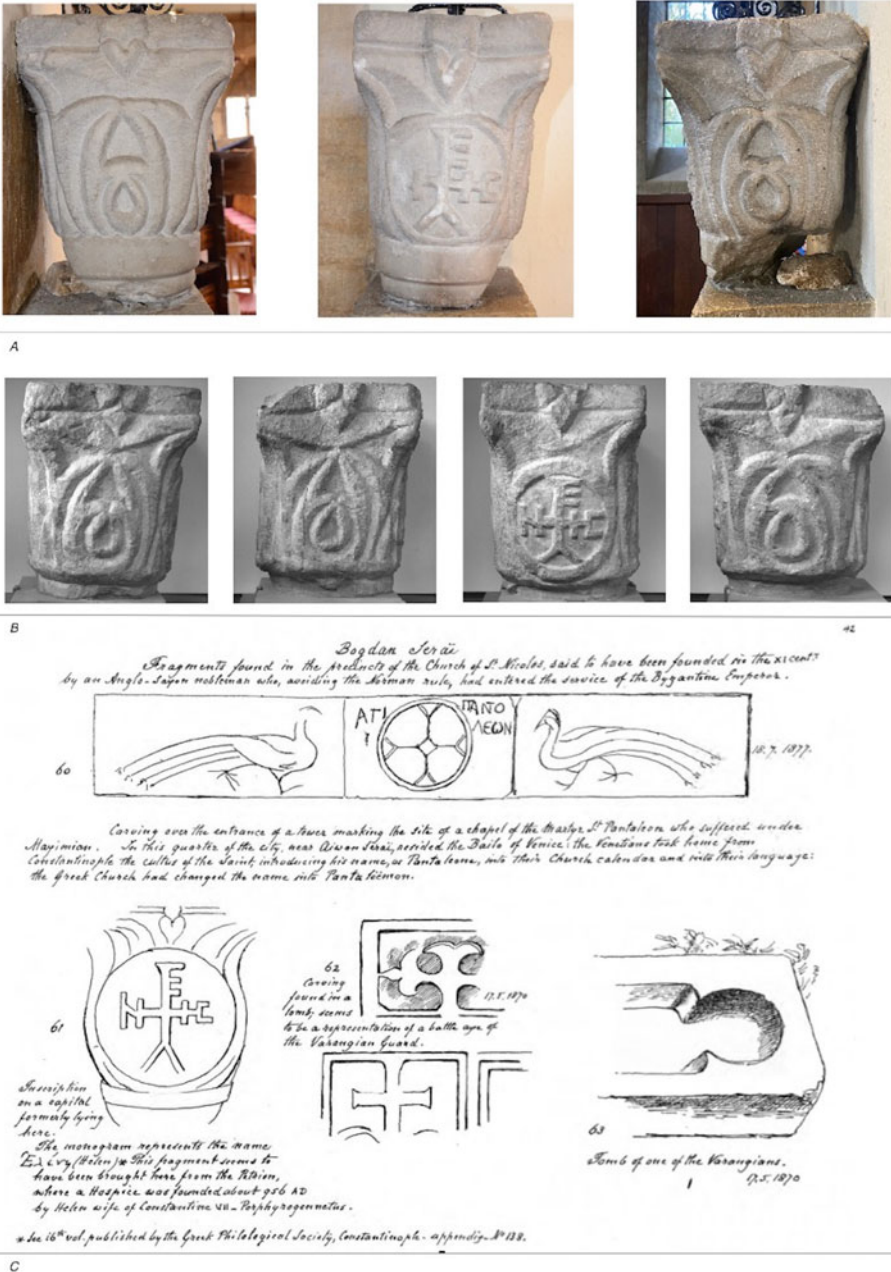 A
B
42
Bogdan Seraï
Fragments found in the precincts of the Church of St. Nicolos, said to have been founded in the XI centy.
by an Anglo-Saxon nobleman who, avoiding the Norman rule, had entered the service of the Byzantine Emperor.
ΑΓΙ
ΠΑΝΟ
ΛΕΩΝ
60
18.7.1877.
Carving over the entrance of a tower marking the site of a chapel of the Martyr St Pantaleon who suffered under
Maximian. In this quarter of the city, near Aiwan Seraï, resided the Bailo of Venice: the Venetians took home from
Constantinople the cultus of the Saint, introducing his name, as Pantaleone, into their Church calendar and into their language:
the Greek Church had changed the name into Pantaleëmon.
61
Inscription
on a capital
formerly lying
here.
The monogram represents the name
Ἑλένη (Helen)* This fragment seems to
have been brought here from the Petrion,
where a Hospice was founded about 956 AD
by Helen wife of Constantine VII - Porphyrogennetus.
* See 16th vol. published by the Greek Philological Society, Constantinople - appendix - No 138.
62
Carving
found in a
tomb; seems
to be a representation of a battle axe of
the Varangian Guard.
17.5.1870
63
Tomb of one of the Varangians.
17.5.1870
C